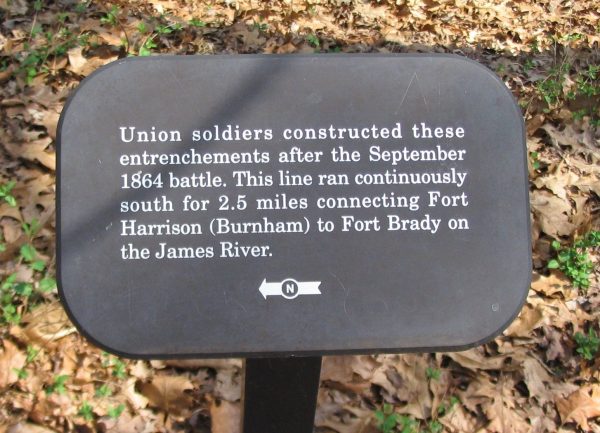 Union soldiers constructed these
entrenchements after the September
1864 battle. This line ran continuously
south for 2.5 miles connecting Fort
Harrison (Burnham) to Fort Brady on
the James River.
N